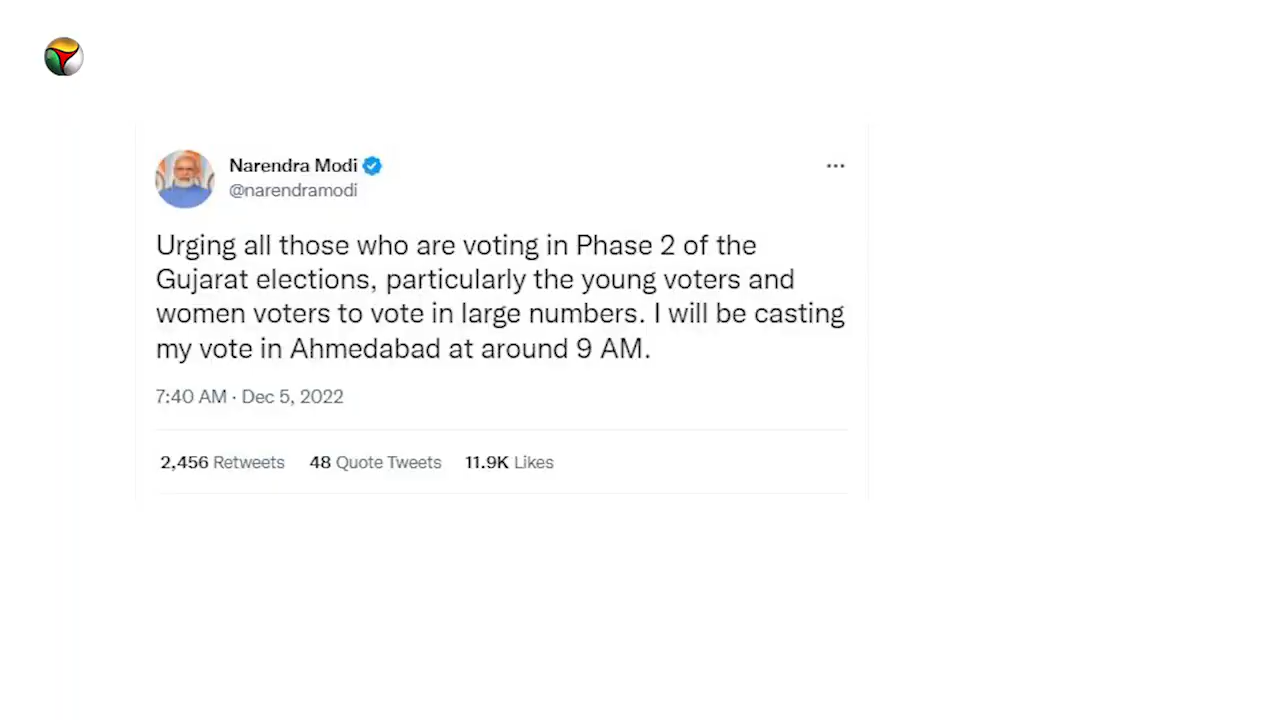 Narendra Modi
@narendramodi
Urging all those who are voting in Phase 2 of the
Gujarat elections, particularly the young voters and
women voters to vote in large numbers. I will be casting
my vote in Ahmedabad at around 9 AM.
7:40 AM · Dec 5, 2022
2,456 Retweets 48 Quote Tweets 11.9K Likes